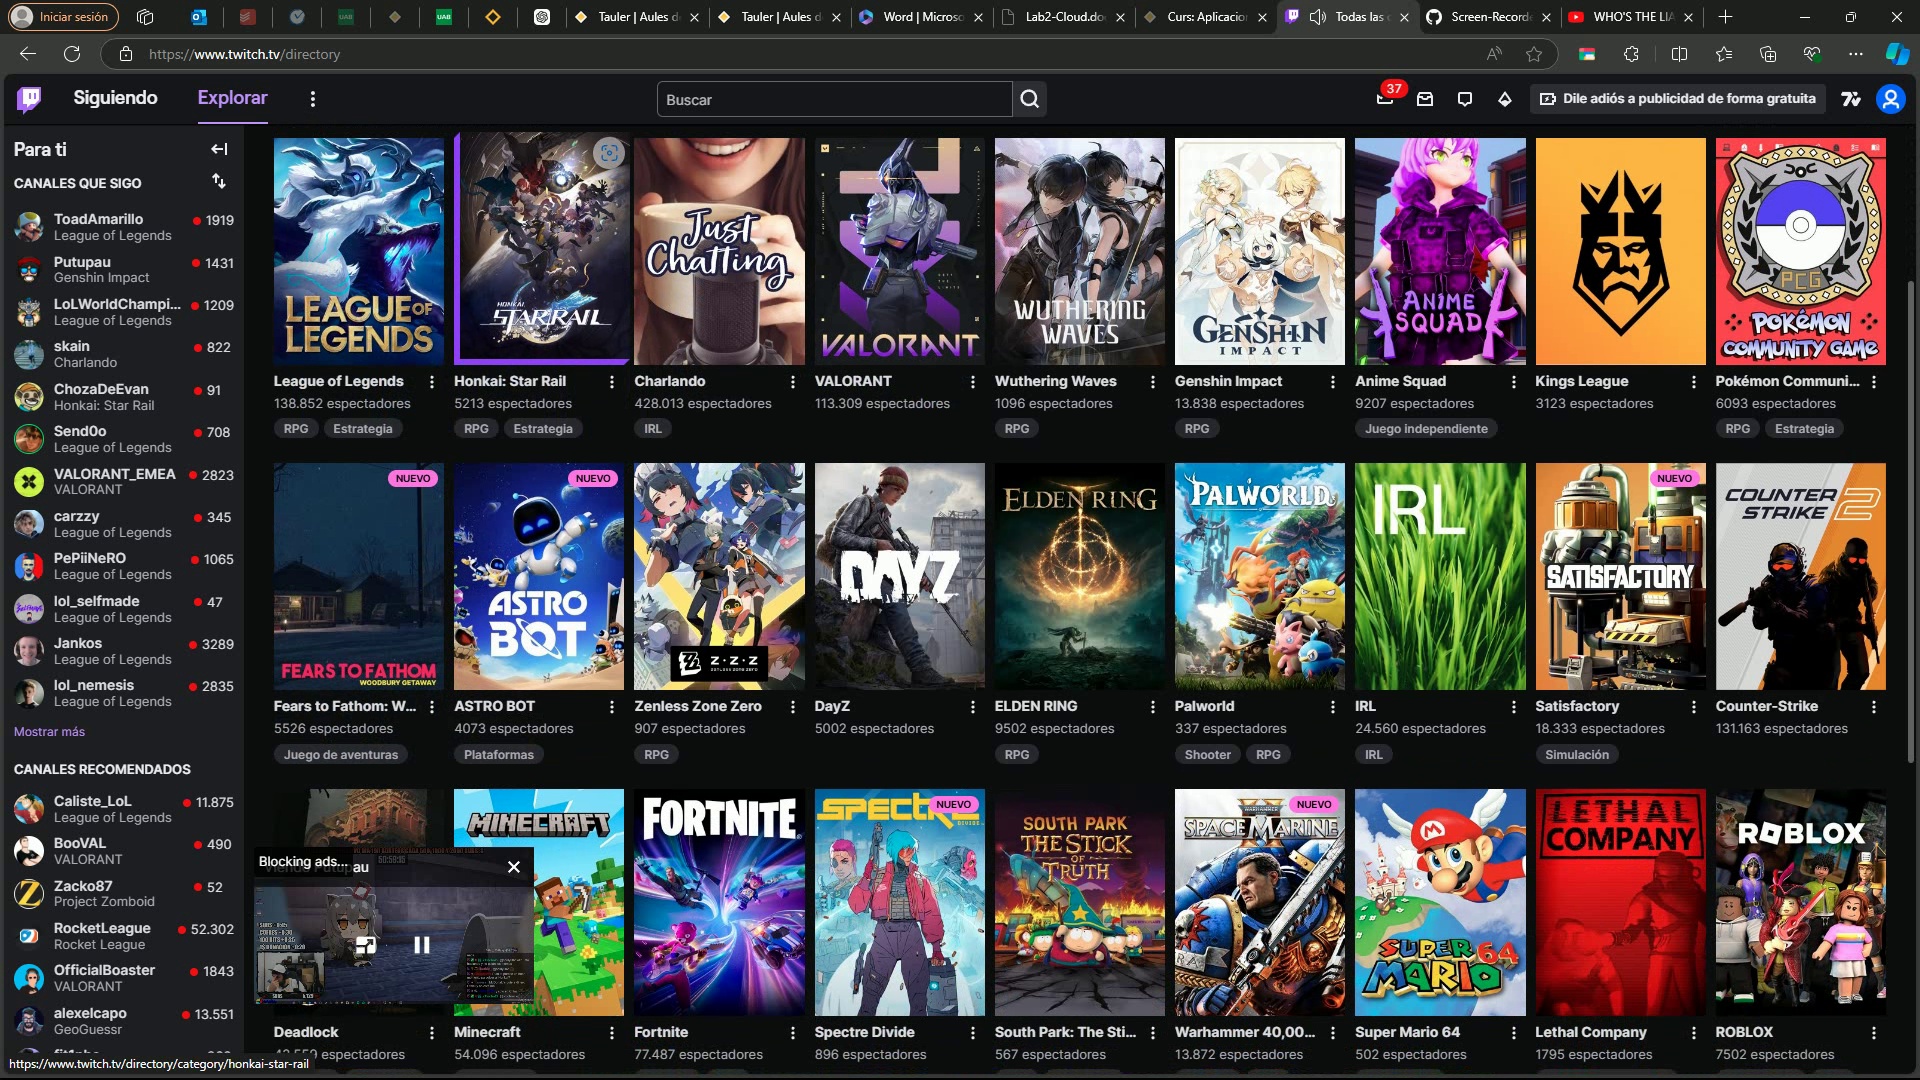 Iniciar sesión
Tauler | Aules de
Tauler | Aules de
Word | Microso
Lab2-Cloud.do
Curs: Aplicacion
Todas las c
Screen-Recorde
WHO'S THE LIA
https://www.twitch.tv/directory
Siguiendo
Explorar
Buscar
37
Dile adiós a publicidad de forma gratuita
Para ti
CANALES QUE SIGO
ToadAmarillo 1919
League of Legends
Putupau 1431
Genshin Impact
LoLWorldChampi... 1209
League of Legends
skain 822
Charlando
ChozaDeEvan 91
Honkai: Star Rail
Send0o 708
League of Legends
VALORANT_EMEA 2823
VALORANT
carzzy 345
League of Legends
PePiiNeRO 1065
League of Legends
lol_selfmade 47
League of Legends
Jankos 3289
League of Legends
lol_nemesis 2835
League of Legends
Mostrar más
CANALES RECOMENDADOS
Caliste_LoL 11.875
League of Legends
BooVAL 490
VALORANT
Zacko87 52
Project Zomboid
RocketLeague 52.302
Rocket League
OfficialBoaster 1843
VALORANT
alexelcapo 13.551
GeoGuessr
https://www.twitch.tv/directory/category/honkai-star-rail
LEAGUE OF
LEGENDS
HONKAI
STAR RAIL
Just
Chatting
VALORANT
WUTHERING
WAVES
GENSHIN
IMPACT
ANIME
SQUAD
JOC
PCG
POKÉMON
COMMUNITY GAME
League of Legends
138.852 espectadores
RPG Estrategia
Honkai: Star Rail
5213 espectadores
RPG Estrategia
Charlando
428.013 espectadores
IRL
VALORANT
113.309 espectadores
Wuthering Waves
1096 espectadores
RPG
Genshin Impact
13.838 espectadores
RPG
Anime Squad
9207 espectadores
Juego independiente
Kings League
3123 espectadores
Pokémon Communi...
6093 espectadores
RPG Estrategia
NUEVO
FEARS TO FATHOM
WOODBURY GETAWAY
NUEVO
ASTRO
BOT
Z·Z·Z
ZENLESS ZONE ZERO
DAYZ
ELDEN RING
PALWORLD
IRL
NUEVO
SATISFACTORY
COUNTER
STRIKE 2
Fears to Fathom: W...
5526 espectadores
Juego de aventuras
ASTRO BOT
4073 espectadores
Plataformas
Zenless Zone Zero
907 espectadores
RPG
DayZ
5002 espectadores
ELDEN RING
9502 espectadores
RPG
Palworld
337 espectadores
Shooter RPG
IRL
24.560 espectadores
IRL
Satisfactory
18.333 espectadores
Simulación
Counter-Strike
131.163 espectadores
Blocking ads...
Viendo Putupau
MINECRAFT
FORTNITE
NUEVO
SPECTRE
DIVIDE
SOUTH PARK
THE STICK
OF
TRUTH
NUEVO
WARHAMMER
SPACE MARINE
SUPER
MARIO 64
LETHAL
COMPANY
ROBLOX
Deadlock
espectadores
Minecraft
54.096 espectadores
Fortnite
77.487 espectadores
Spectre Divide
896 espectadores
South Park: The Sti...
567 espectadores
Warhammer 40,00...
13.872 espectadores
Super Mario 64
502 espectadores
Lethal Company
1795 espectadores
ROBLOX
7502 espectadores